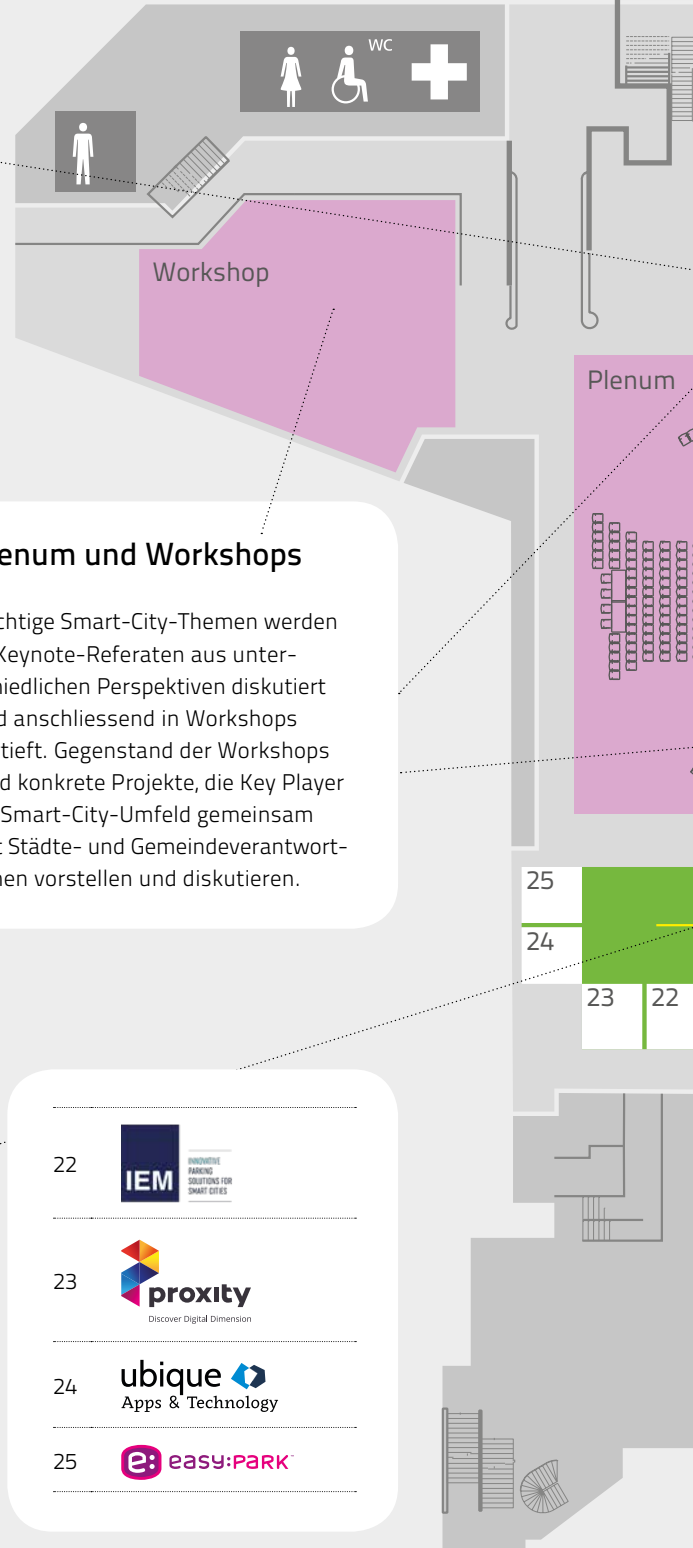 WC
Workshop
Plenum
enum und Workshops
chtige Smart-City-Themen werden
Keynote-Referaten aus unter-
niedlichen Perspektiven diskutiert
d anschliessend in Workshops
tieft. Gegenstand der Workshops
d konkrete Projekte, die Key Player
Smart-City-Umfeld gemeinsam
t Städte- und Gemeindeverantwort-
nen vorstellen und diskutieren.
25
24
23
22
22
IEM
INNOVATIVE
PARKING
SOLUTIONS FOR
SMART CITIES
23
proxity
Discover Digital Dimension
24
ubique
Apps & Technology
25
e: easy:PARK